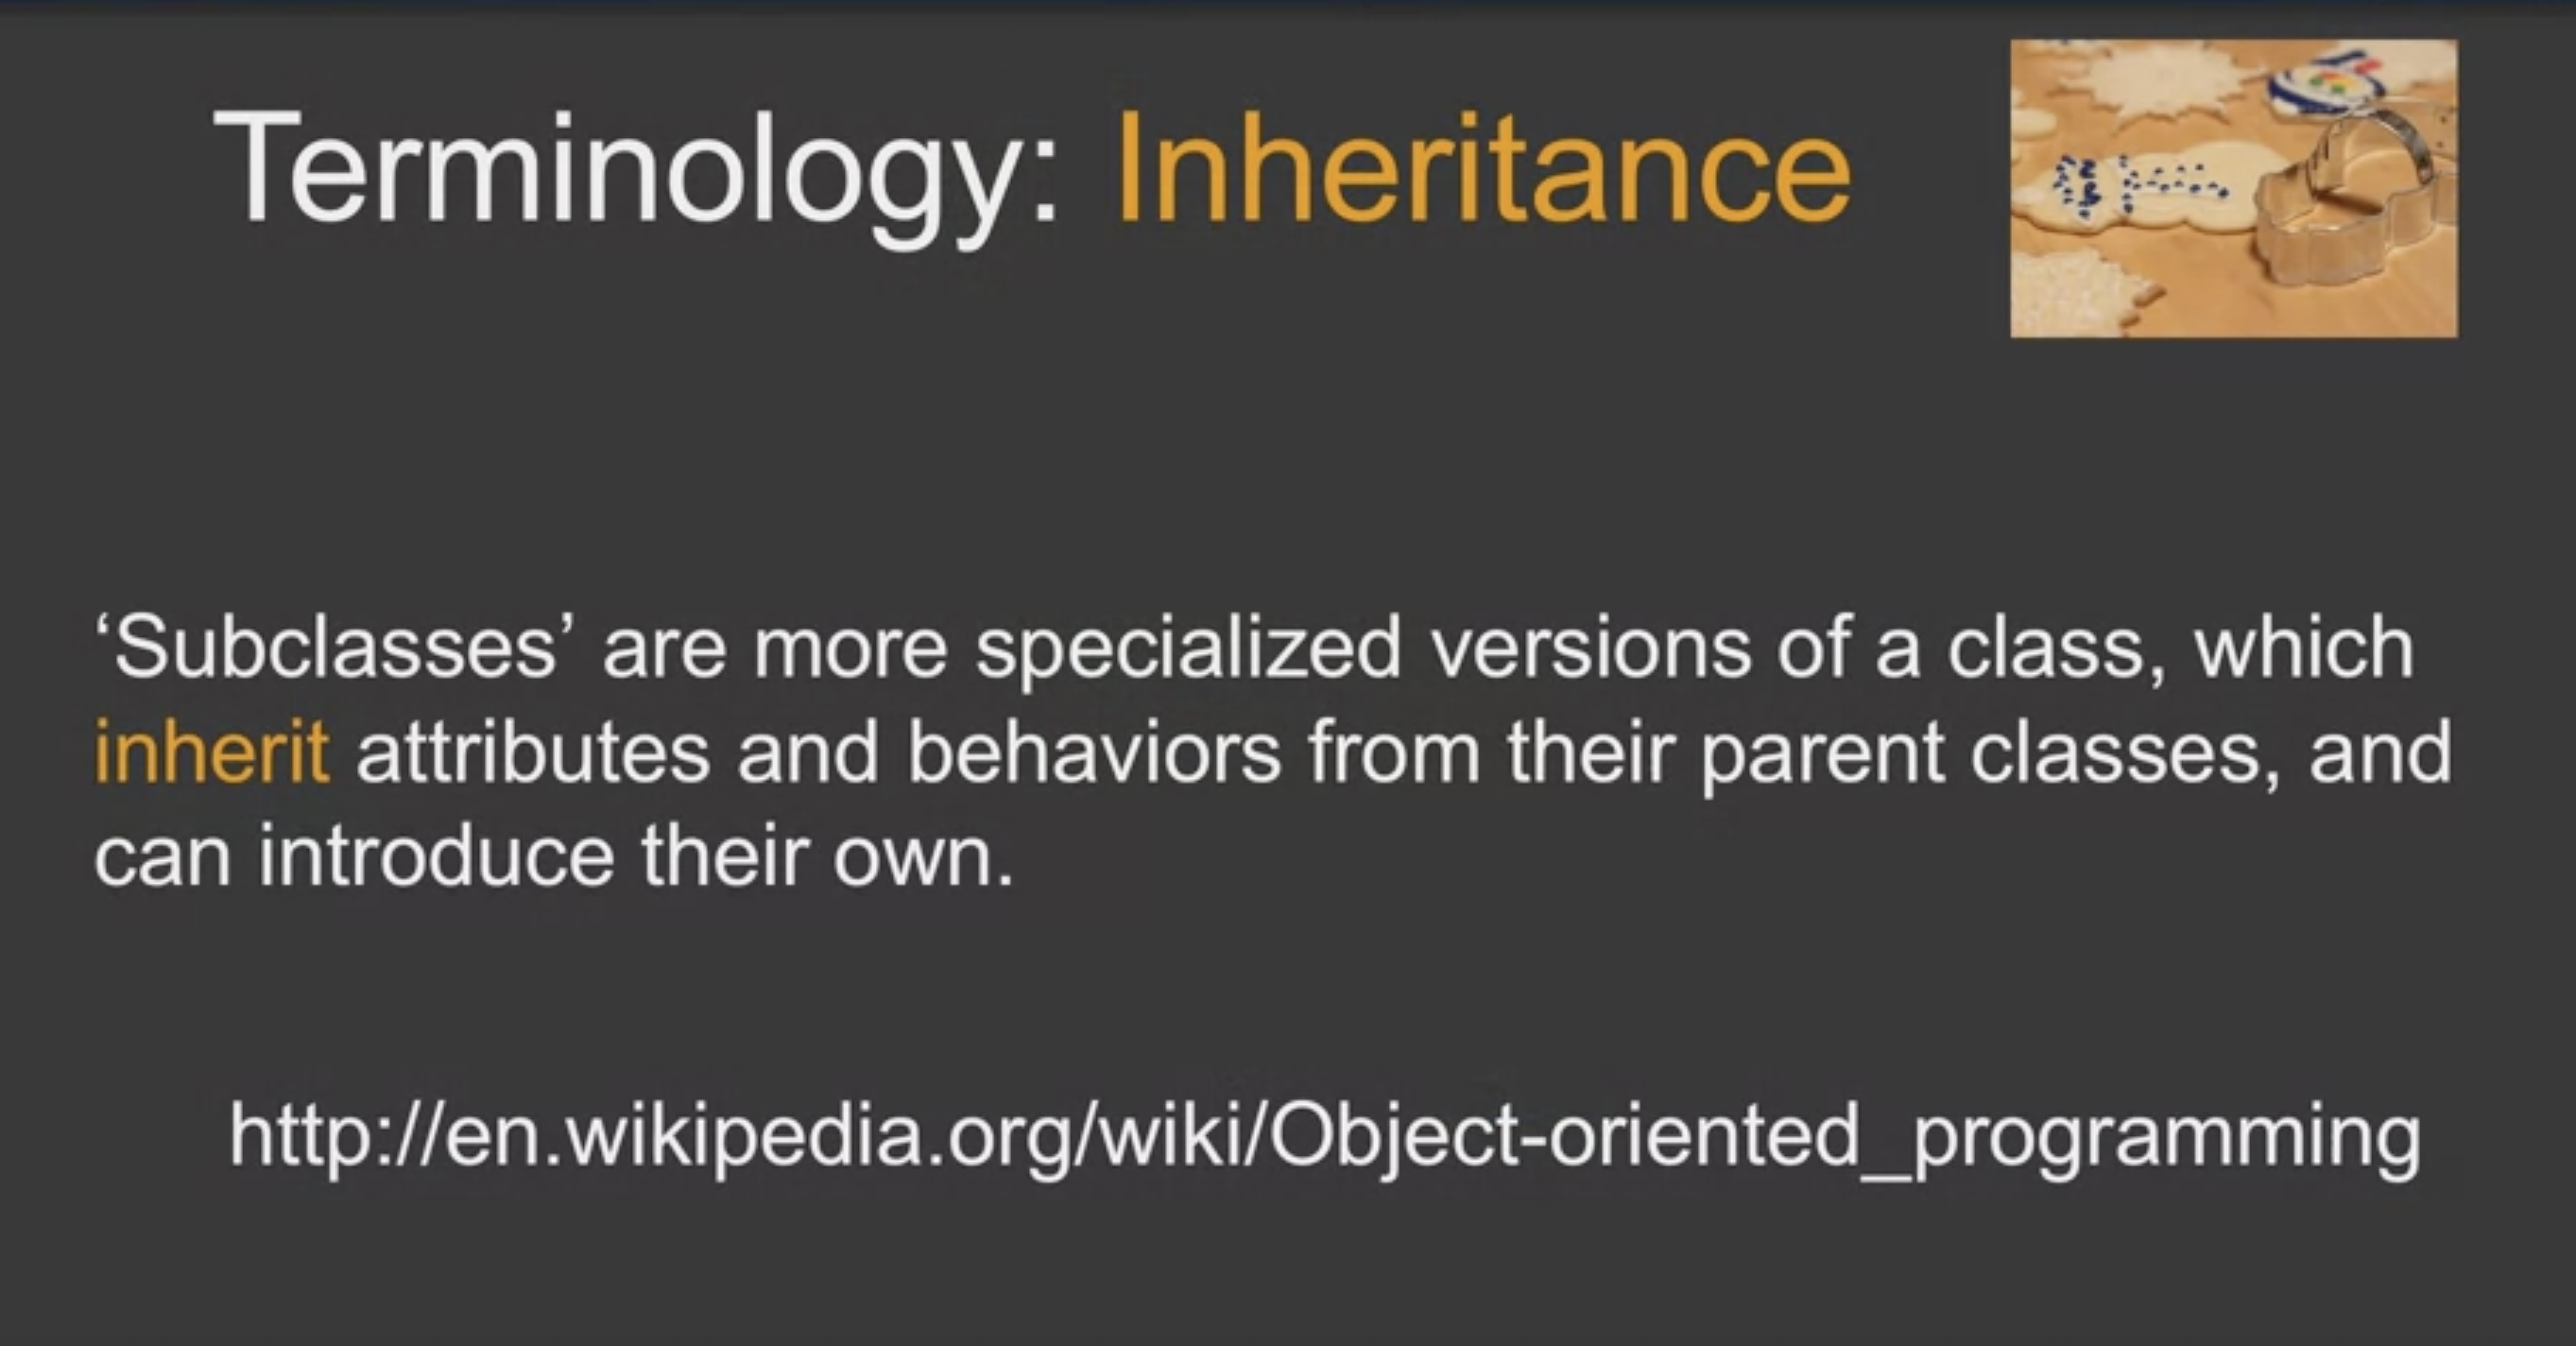 Terminology: Inheritance
‘Subclasses’ are more specialized versions of a class, which
inherit attributes and behaviors from their parent classes, and
can introduce their own.
http://en.wikipedia.org/wiki/Object-oriented_programming